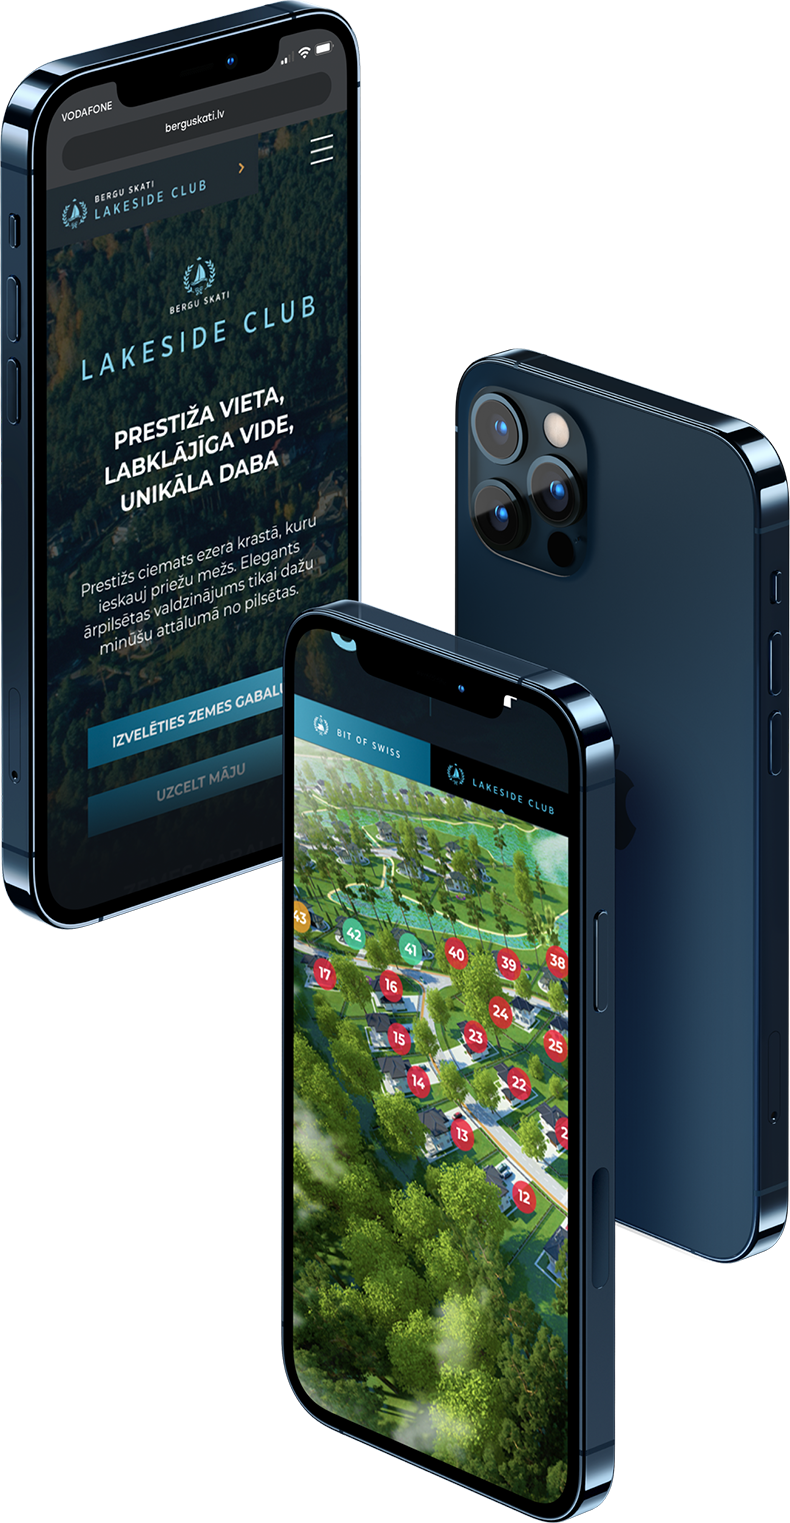 VODAFONE
berguskati.lv
BERGU SKATI
LAKESIDE CLUB
BERGU SKATI
LAKESIDE CLUB
PRESTIŽA VIETA,
LABKLĀJĪGA VIDE,
UNIKĀLA DABA
Prestižs ciemats ezera krastā, kuru
ieskauj priežu mežs. Elegants
ārpilsētas valdzinājums tikai dažu
minūšu attālumā no pilsētas.
IZVELĒTIES ZEMES GABALU
UZCELT MĀJU
BIT OF SWISS
LAKESIDE CLUB
43
42
41
40
39
38
17
16
24
15
23
25
14
22
13
12